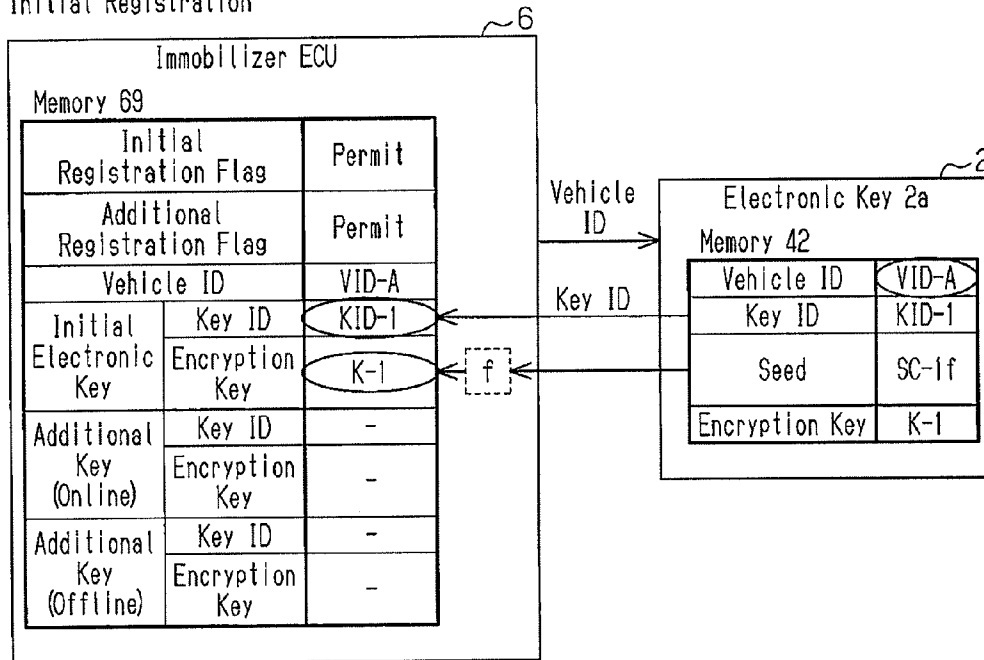 Initial Registration
6
Immobilizer ECU
Memory 69
Initial
Registration Flag
Permit
Additional
Registration Flag
Permit
Vehicle ID
VID-A
Initial
Electronic
Key
Key ID
KID-1
Encryption
Key
K-1
Additional
Key
(Online)
Key ID
-
Encryption
Key
-
Additional
Key
(Offline)
Key ID
-
Encryption
Key
-
Vehicle
ID
Key ID
f
2
Electronic Key 2a
Memory 42
Vehicle ID
VID-A
Key ID
KID-1
Seed
SC-1f
Encryption Key
K-1